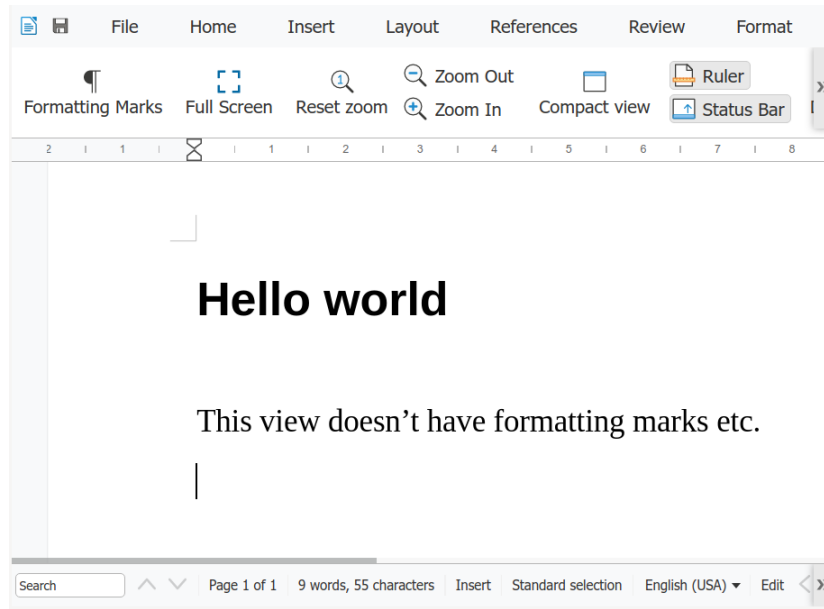 File Home Insert Layout References Review Format
Zoom Out Ruler
Formatting Marks Full Screen Reset zoom Zoom In Compact view Status Bar
2 1 1 2 3 4 5 6 7 8
Hello world
This view doesn’t have formatting marks etc.
Search Page 1 of 1 9 words, 55 characters Insert Standard selection English (USA) Edit